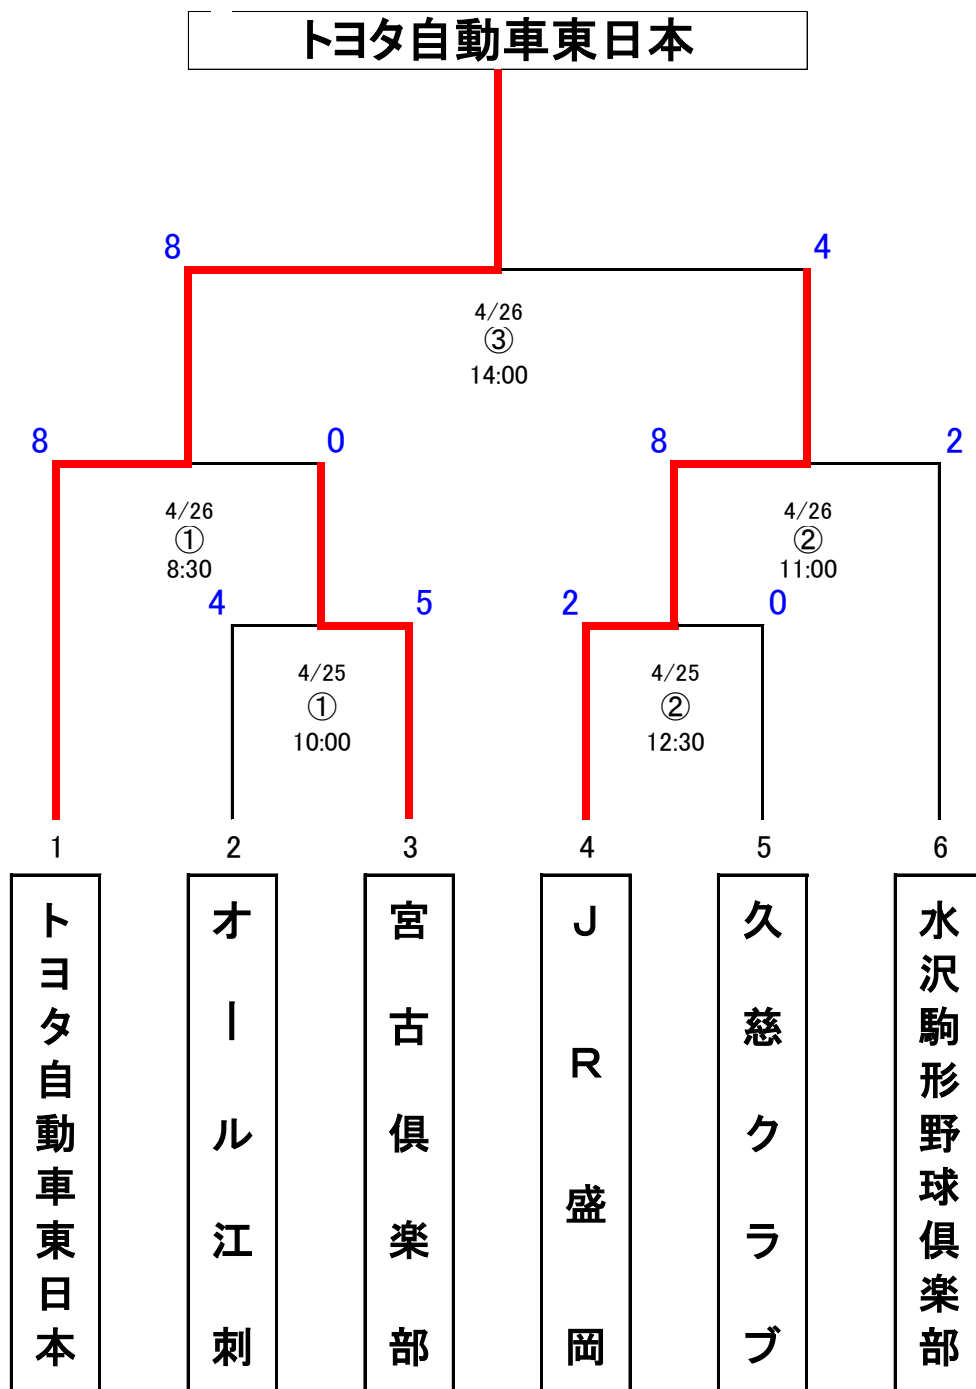 トヨタ自動車東日本
8 4
4/26
③
14:00
8 0 8 2
4/26 4/26
① ②
8:30 11:00
4 5 2 0
4/25 4/25
① ②
10:00 12:30
1 2 3 4 5 6
トヨタ自動車東日本
オール江刺
宮古倶楽部
JR盛岡
久慈クラブ
水沢駒形野球倶楽部